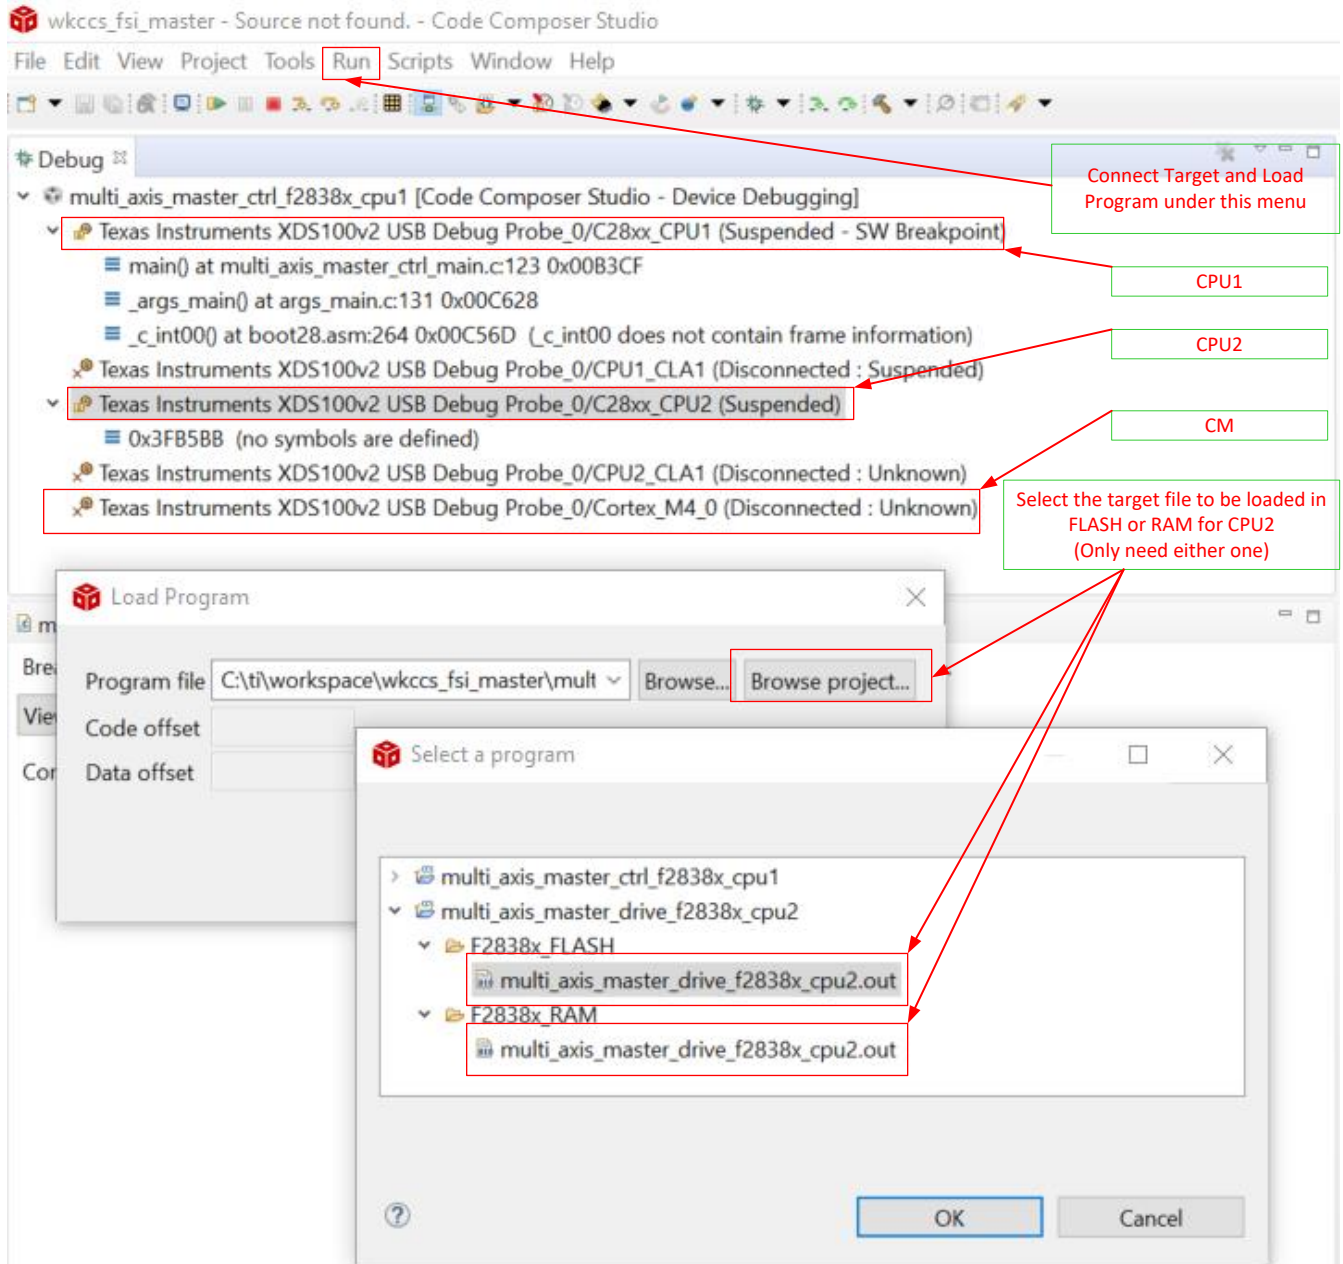 wkccs_fsi_master - Source not found. - Code Composer Studio
File Edit View Project Tools Run Scripts Window Help
Debug
Connect Target and Load
Program under this menu
multi_axis_master_ctrl_f2838x_cpu1 [Code Composer Studio - Device Debugging]
Texas Instruments XDS100v2 USB Debug Probe_0/C28xx_CPU1 (Suspended - SW Breakpoint)
main() at multi_axis_master_ctrl_main.c:123 0x00B3CF
CPU1
_args_main() at args_main.c:131 0x00C628
_c_int00() at boot28.asm:264 0x00C56D (_c_int00 does not contain frame information)
CPU2
Texas Instruments XDS100v2 USB Debug Probe_0/CPU1_CLA1 (Disconnected : Suspended)
Texas Instruments XDS100v2 USB Debug Probe_0/C28xx_CPU2 (Suspended)
CM
0x3FB5BB (no symbols are defined)
Texas Instruments XDS100v2 USB Debug Probe_0/CPU2_CLA1 (Disconnected : Unknown)
Texas Instruments XDS100v2 USB Debug Probe_0/Cortex_M4_0 (Disconnected : Unknown)
Select the target file to be loaded in
FLASH or RAM for CPU2
(Only need either one)
Load Program
m
Brea
Program file C:\ti\workspace\wkccs_fsi_master\mult Browse... Browse project...
Vie
Code offset
Cor
Data offset
Select a program
multi_axis_master_ctrl_f2838x_cpu1
multi_axis_master_drive_f2838x_cpu2
F2838x_FLASH
multi_axis_master_drive_f2838x_cpu2.out
F2838x_RAM
multi_axis_master_drive_f2838x_cpu2.out
OK Cancel